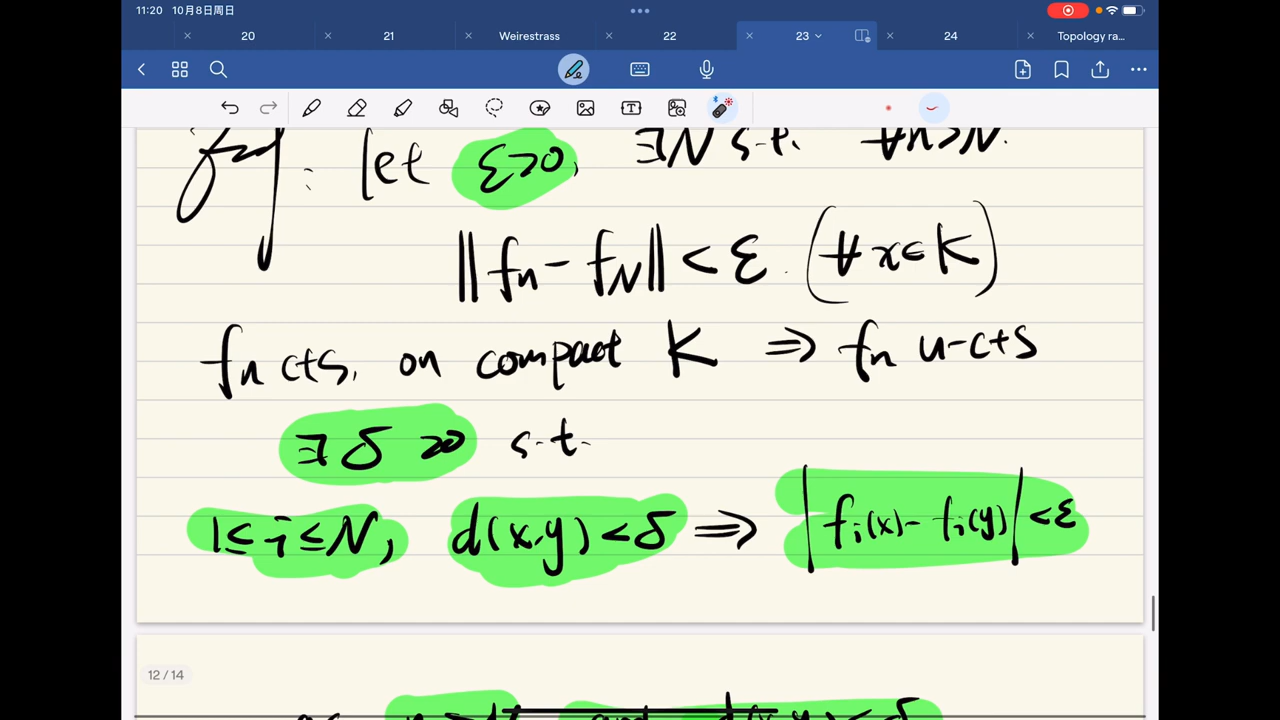 11:20 10月8日周日
20 21 Weirestrass 22 23 24 Topology ra...
pf: let ε>0, ∃N s.t. ∀n>N.
||fn - fN|| < ε. (∀x∈K)
fn cts. on compact K ⇒ fn u-cts
∃ δ >0 s.t.
1≤i≤N, d(x,y)<δ ⇒ |fi(x) - fi(y)| <ε
12 / 14
and